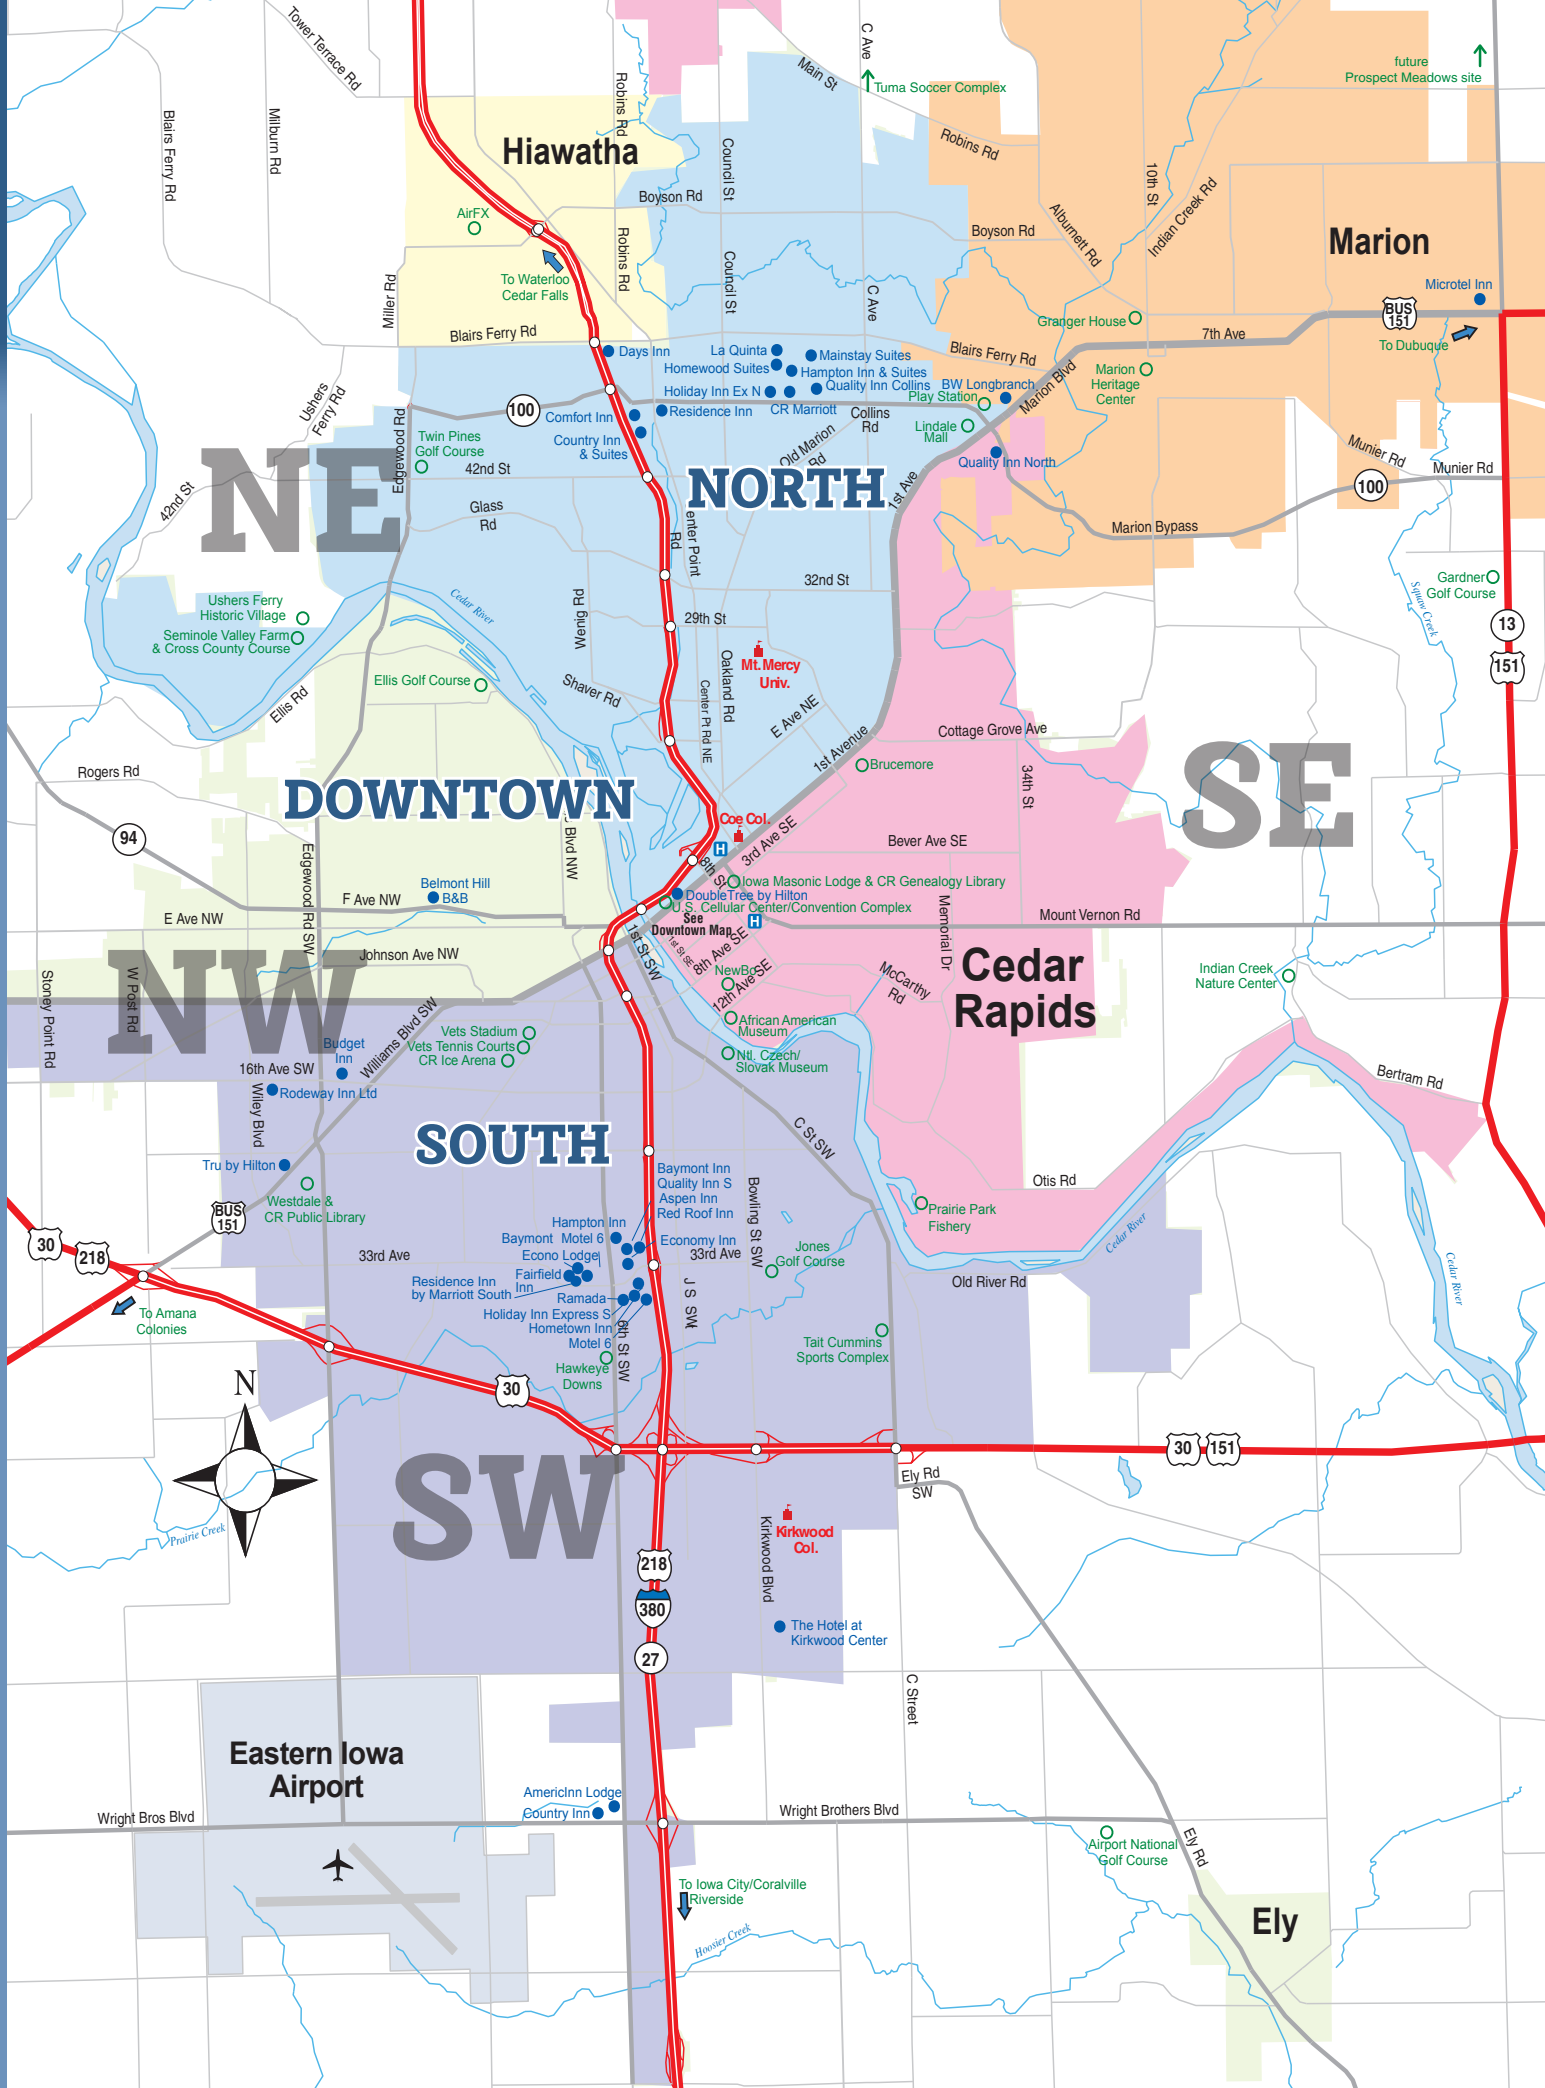 Tower Terrace Rd
Blairs Ferry Rd
Milburn Rd
Robins Rd
Main St
C Ave
Tuma Soccer Complex
future
Prospect Meadows site
Hiawatha
Council St
Robins Rd
10th St
Indian Creek Rd
Boyson Rd
AirFX
Boyson Rd
Alburnett Rd
Marion
Robins Rd
Council St
To Waterloo
Cedar Falls
Miller Rd
C Ave
Microtel Inn
BUS
151
Granger House
7th Ave
To Dubuque
Blairs Ferry Rd
Days Inn
La Quinta
Homewood Suites
Mainstay Suites
Hampton Inn & Suites
Blairs Ferry Rd
Marion
Heritage
Center
Marion Blvd
Holiday Inn Ex N
Quality Inn Collins
BW Longbranch
Play Station
Ushers
Ferry Rd
100
Comfort Inn
Residence Inn
CR Marriott
Collins
Rd
Lindale
Mall
Edgewood Rd
Twin Pines
Golf Course
Country Inn
& Suites
Old Marion
Rd
Quality Inn North
Munier Rd
Munier Rd
42nd St
42nd St
NE
NORTH
1st Ave
100
Glass
Rd
enter Point
Rd
Marion Bypass
Cedar River
Wenig Rd
32nd St
Gardner
Golf Course
Squaw Creek
13
151
Ushers Ferry
Historic Village
Seminole Valley Farm
& Cross County Course
29th St
Mt. Mercy
Univ.
Ellis Golf Course
Ellis Rd
Shaver Rd
Center Pt Rd NE
Oakland Rd
E Ave NE
1st Avenue
Cottage Grove Ave
Brucemore
34th St
SE
Rogers Rd
DOWNTOWN
94
Blvd NW
Coe Col.
H
3rd Ave SE
8th St
Bever Ave SE
Edgewood Rd SW
Belmont Hill
B&B
F Ave NW
E Ave NW
Iowa Masonic Lodge & CR Genealogy Library
DoubleTree by Hilton
U.S. Cellular Center/Convention Complex
See
Downtown Map
H
Memorial Dr
Mount Vernon Rd
1st St SW
1st St SE
8th Ave SE
Johnson Ave NW
NW
Stoney Point Rd
W Post Rd
NewBo
12th Ave SE
McCarthy
Rd
Cedar
Rapids
Indian Creek
Nature Center
Williams Blvd SW
Vets Stadium
Vets Tennis Courts
CR Ice Arena
African American
Museum
Ntl. Czech/
Slovak Museum
Budget
Inn
16th Ave SW
Rodeway Inn Ltd
Wiley Blvd
Bertram Rd
SOUTH
C St SW
Tru by Hilton
Westdale &
CR Public Library
BUS
151
Baymont Inn
Quality Inn S
Aspen Inn
Red Roof Inn
Bowling St SW
Otis Rd
Prairie Park
Fishery
Cedar River
Cedar River
30
218
33rd Ave
Hampton Inn
Baymont
Motel 6
Economy Inn
33rd Ave
Econo Lodge
Fairfield
Inn
Residence Inn
by Marriott South
Jones
Golf Course
Old River Rd
Ramada
Holiday Inn Express S
Hometown Inn
Motel 6
J S SW
6th St SW
To Amana
Colonies
Hawkeye
Downs
Tait Cummins
Sports Complex
N
30
30
151
SW
Ely Rd
SW
Prairie Creek
Kirkwood
Col.
Kirkwood Blvd
218
380
27
The Hotel at
Kirkwood Center
C Street
Eastern Iowa
Airport
AmericInn Lodge
Country Inn
Wright Bros Blvd
Wright Brothers Blvd
Airport National
Golf Course
Ely Rd
To Iowa City/Coralville
Riverside
Hoosier Creek
Ely